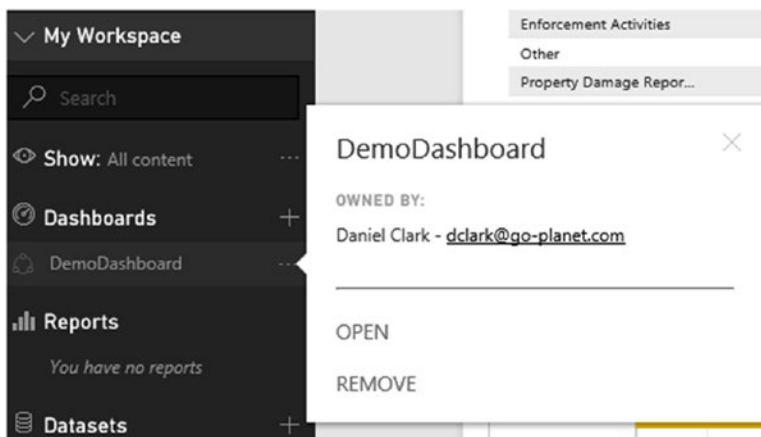 My Workspace
Search
Show: All content
Dashboards
DemoDashboard
Reports
You have no reports
Datasets
Enforcement Activities
Other
Property Damage Repor...
DemoDashboard
OWNED BY:
Daniel Clark - dclark@go-planet.com
OPEN
REMOVE